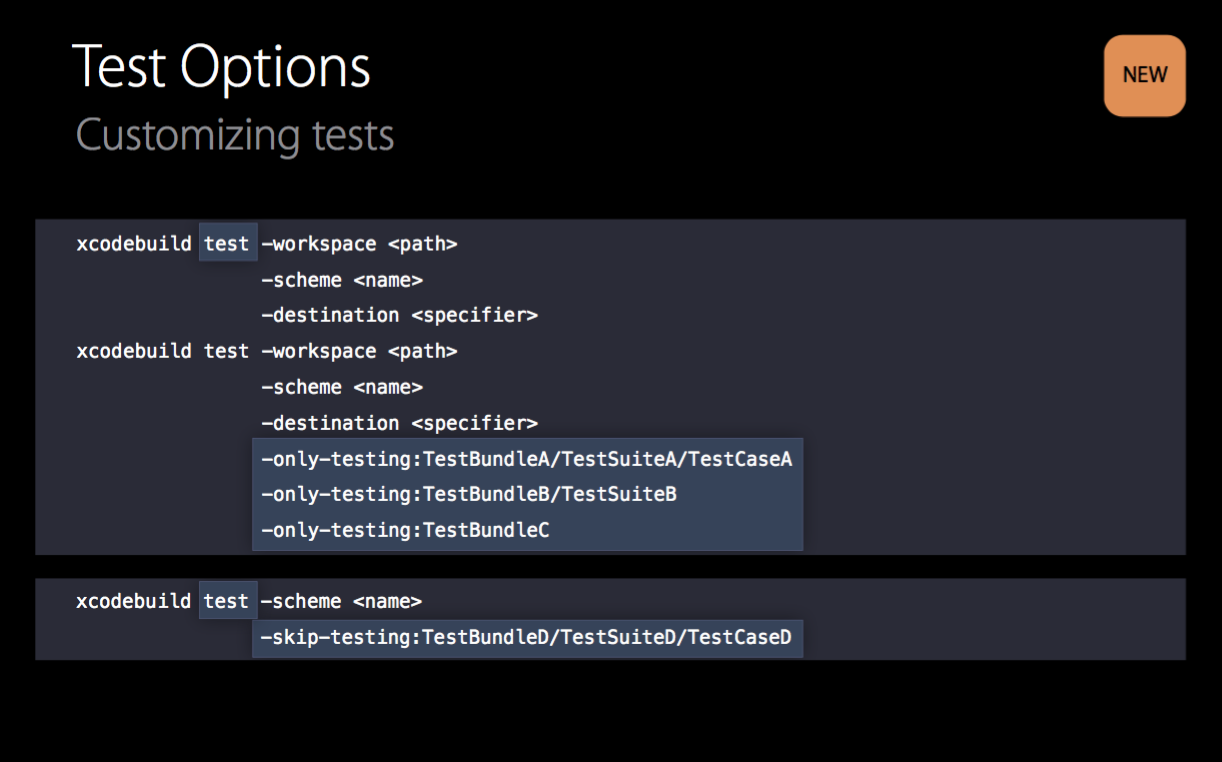 Test Options
NEW
Customizing tests
xcodebuild test -workspace <path>
-scheme <name>
-destination <specifier>
xcodebuild test -workspace <path>
-scheme <name>
-destination <specifier>
-only-testing:TestBundleA/TestSuiteA/TestCaseA
-only-testing:TestBundleB/TestSuiteB
-only-testing:TestBundleC
xcodebuild test -scheme <name>
-skip-testing:TestBundleD/TestSuiteD/TestCaseD